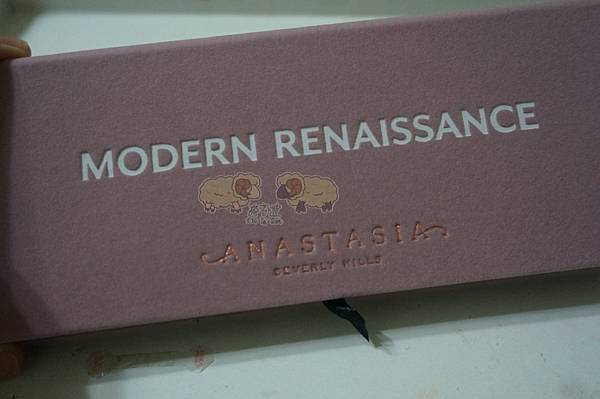 MODERN RENAISSANCE
ANASTASIA
BEVERLY HILLS